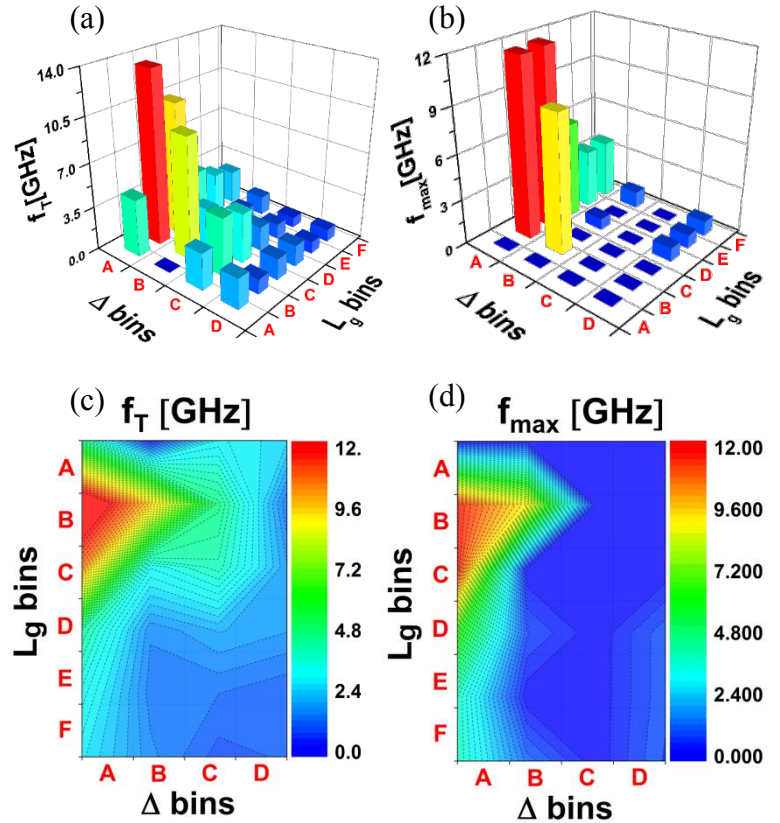 (a)
14.0
10.5
7.0
3.5
0.0
f_T[GHz]
A
B
C
D
Δ bins
A
B
C
D
E
F
L_g bins
(b)
12
9
6
3
0
f_max[GHz]
A
B
C
D
Δ bins
A
B
C
D
E
F
L_g bins
(c)
f_T [GHz]
A
B
C
D
E
F
Lg bins
A B C D
Δ bins
12.
9.6
7.2
4.8
2.4
0.0
(d)
f_max [GHz]
A
B
C
D
E
F
Lg bins
A B C D
Δ bins
12.00
9.600
7.200
4.800
2.400
0.000